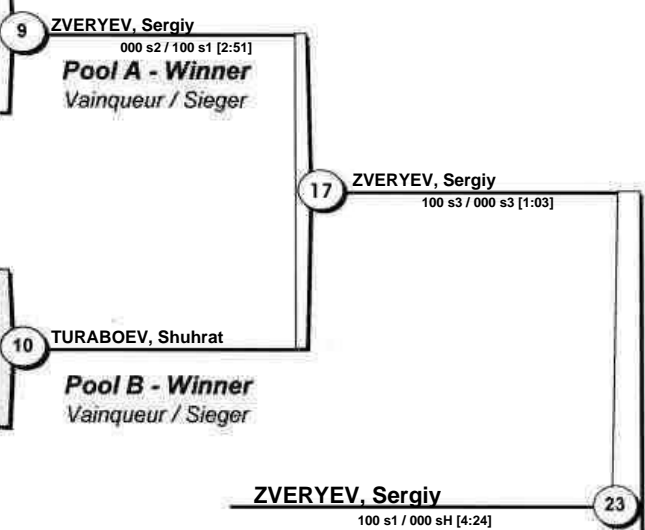 9
ZVERYEV, Sergiy
000 s2 / 100 s1 [2:51]
Pool A - Winner
Vainqueur / Sieger
17
ZVERYEV, Sergiy
100 s3 / 000 s3 [1:03]
10
TURABOEV, Shuhrat
Pool B - Winner
Vainqueur / Sieger
ZVERYEV, Sergiy
100 s1 / 000 sH [4:24]
23